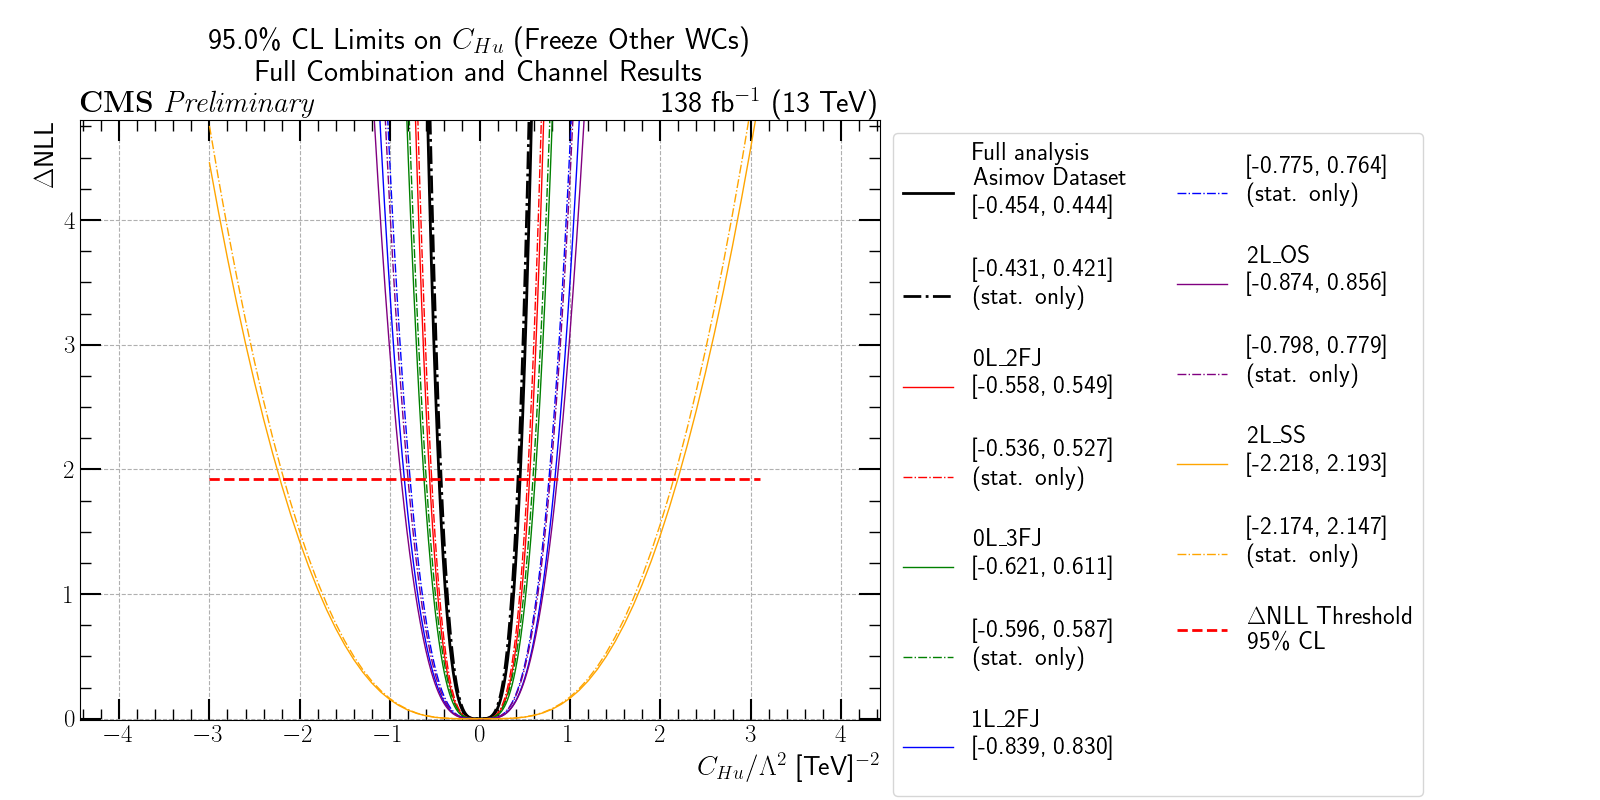 95.0% CL Limits on C_{Hu} (Freeze Other WCs)
Full Combination and Channel Results
CMS Preliminary
138 fb^{-1} (13 TeV)
ΔNLL
4
3
2
1
0
−4
−3
−2
−1
0
1
2
3
4
C_{Hu}/Λ^2 [TeV]^{-2}
Full analysis
Asimov Dataset
[-0.454, 0.444]
[-0.431, 0.421]
(stat. only)
0L_2FJ
[-0.558, 0.549]
[-0.536, 0.527]
(stat. only)
0L_3FJ
[-0.621, 0.611]
[-0.596, 0.587]
(stat. only)
1L_2FJ
[-0.839, 0.830]
[-0.775, 0.764]
(stat. only)
2L_OS
[-0.874, 0.856]
[-0.798, 0.779]
(stat. only)
2L_SS
[-2.218, 2.193]
[-2.174, 2.147]
(stat. only)
ΔNLL Threshold
95% CL